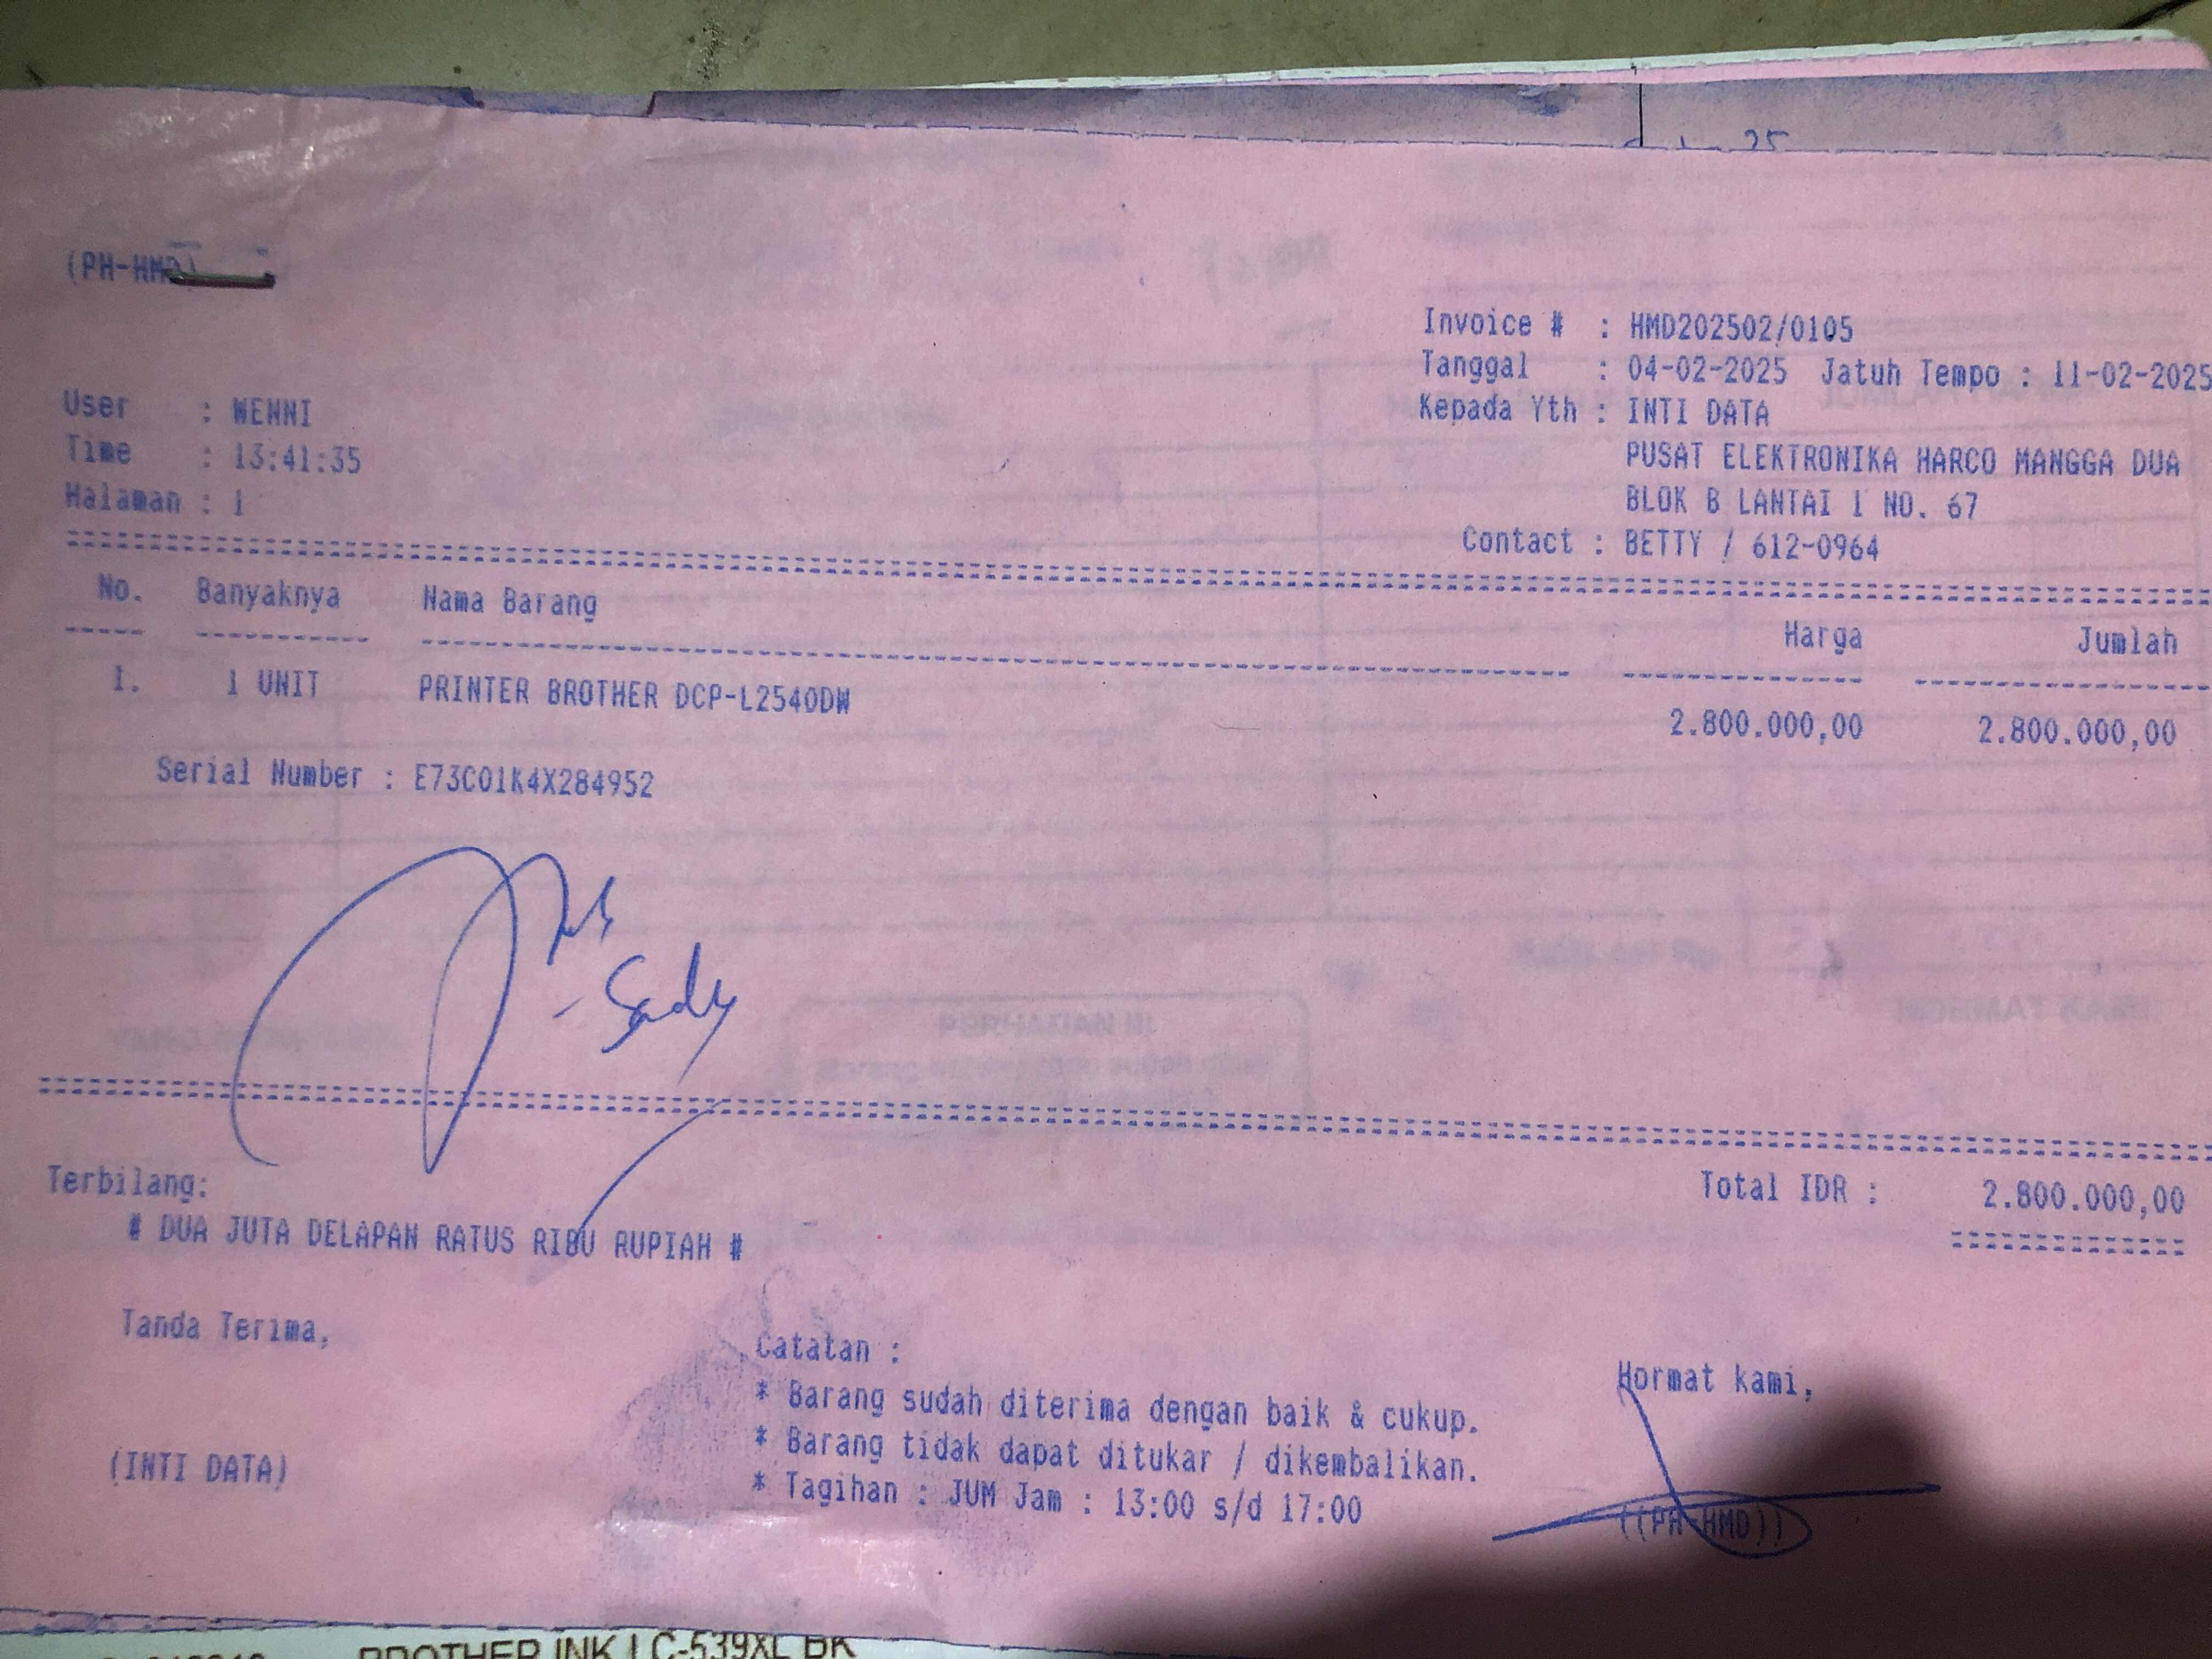 (PH-HMD)
Invoice # : HMD202502/0105
Tanggal : 04-02-2025 Jatuh Tempo : 11-02-2025
User : WENNI
Kepada Yth : INTI DATA
Time : 13:41:35
PUSAT ELEKTRONIKA HARCO MANGGA DUA
Halaman : 1
BLOK B LANTAI 1 NO. 67
Contact : BETTY / 612-0964
No. Banyaknya Nama Barang Harga Jumlah
1. 1 UNIT PRINTER BROTHER DCP-L2540DW 2.800.000,00 2.800.000,00
Serial Number : E73C01K4X284952
Terbilang: Total IDR : 2.800.000,00
# DUA JUTA DELAPAN RATUS RIBU RUPIAH #
Tanda Terima,
Catatan :
Hormat kami,
* Barang sudah diterima dengan baik & cukup.
* Barang tidak dapat ditukar / dikembalikan.
(INTI DATA)
* Tagihan : JUM Jam : 13:00 s/d 17:00
((PH-HMD))
BROTHER INK LC-539XL BK